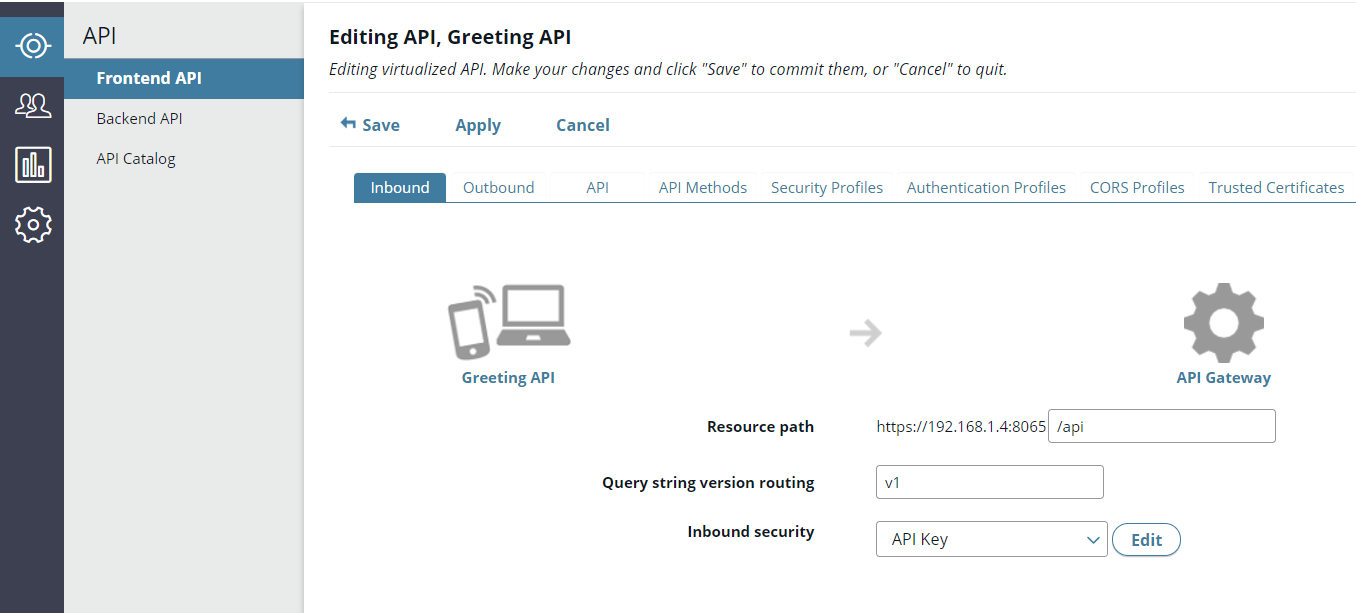 API
Frontend API
Backend API
API Catalog
Editing API, Greeting API
Editing virtualized API. Make your changes and click "Save" to commit them, or "Cancel" to quit.
Save Apply Cancel
Inbound Outbound API API Methods Security Profiles Authentication Profiles CORS Profiles Trusted Certificates
Greeting API API Gateway
Resource path https://192.168.1.4:8065 /api
Query string version routing v1
Inbound security API Key Edit